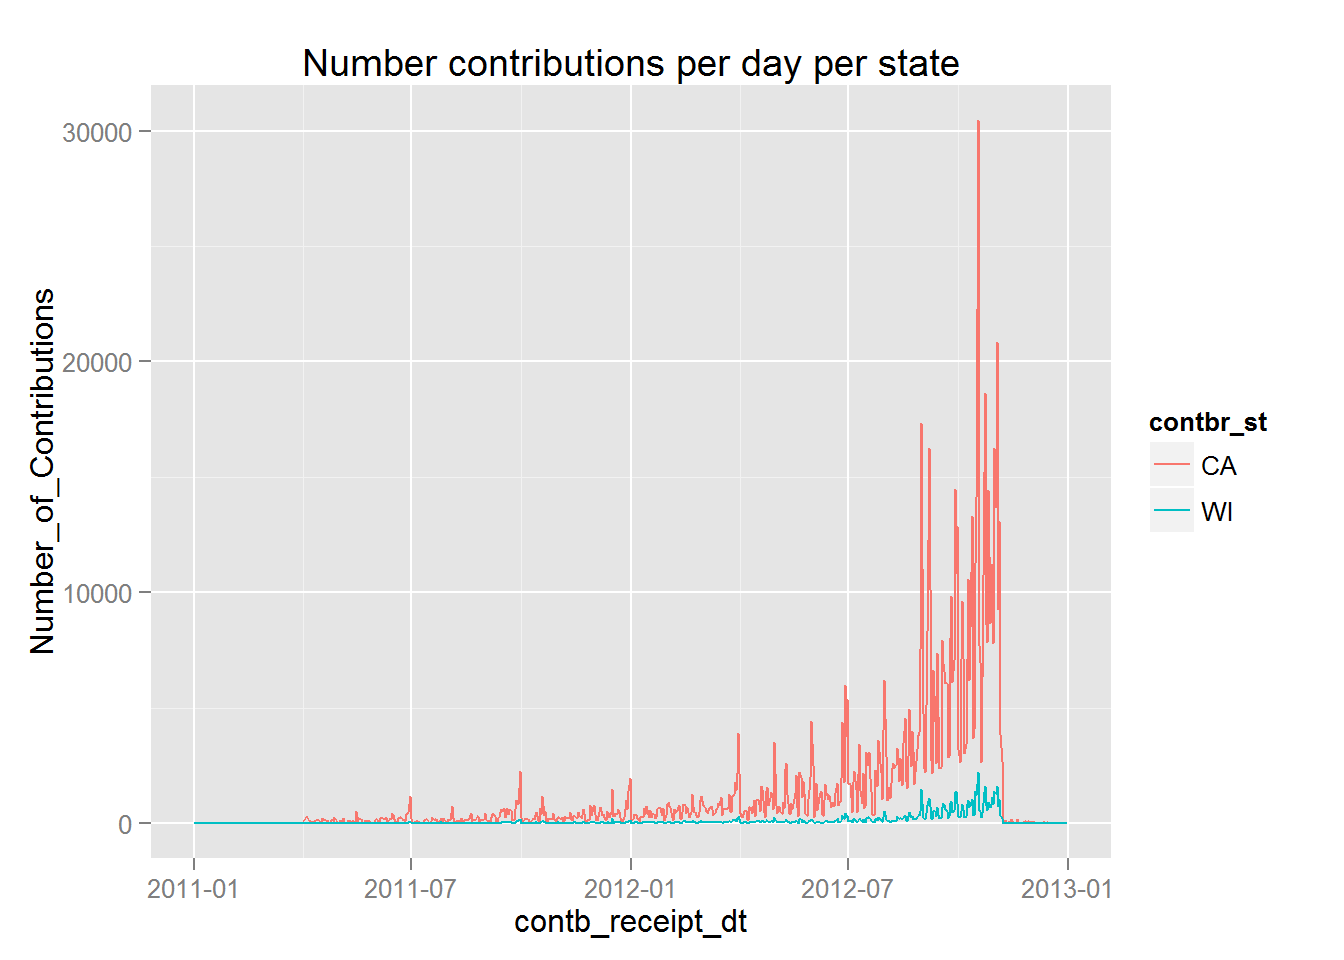 Number contributions per day per state
Number_of_Contributions
30000
20000
10000
0
2011-01
2011-07
2012-01
2012-07
2013-01
contb_receipt_dt
contbr_st
CA
WI